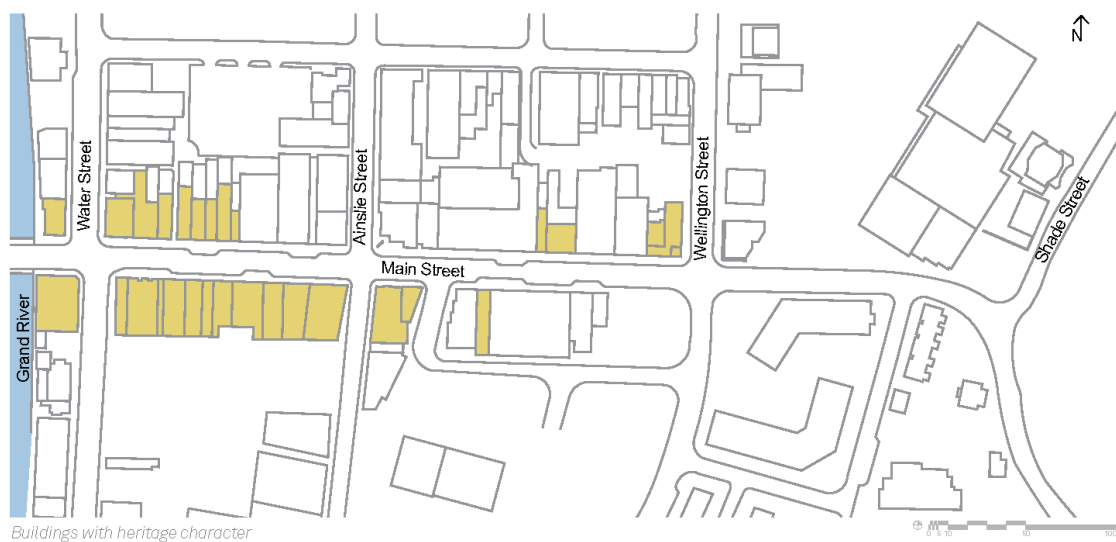 N
Water Street
Ainslie Street
Wellington Street
Shade Street
Main Street
Grand River
Buildings with heritage character
0 5 10 50 100